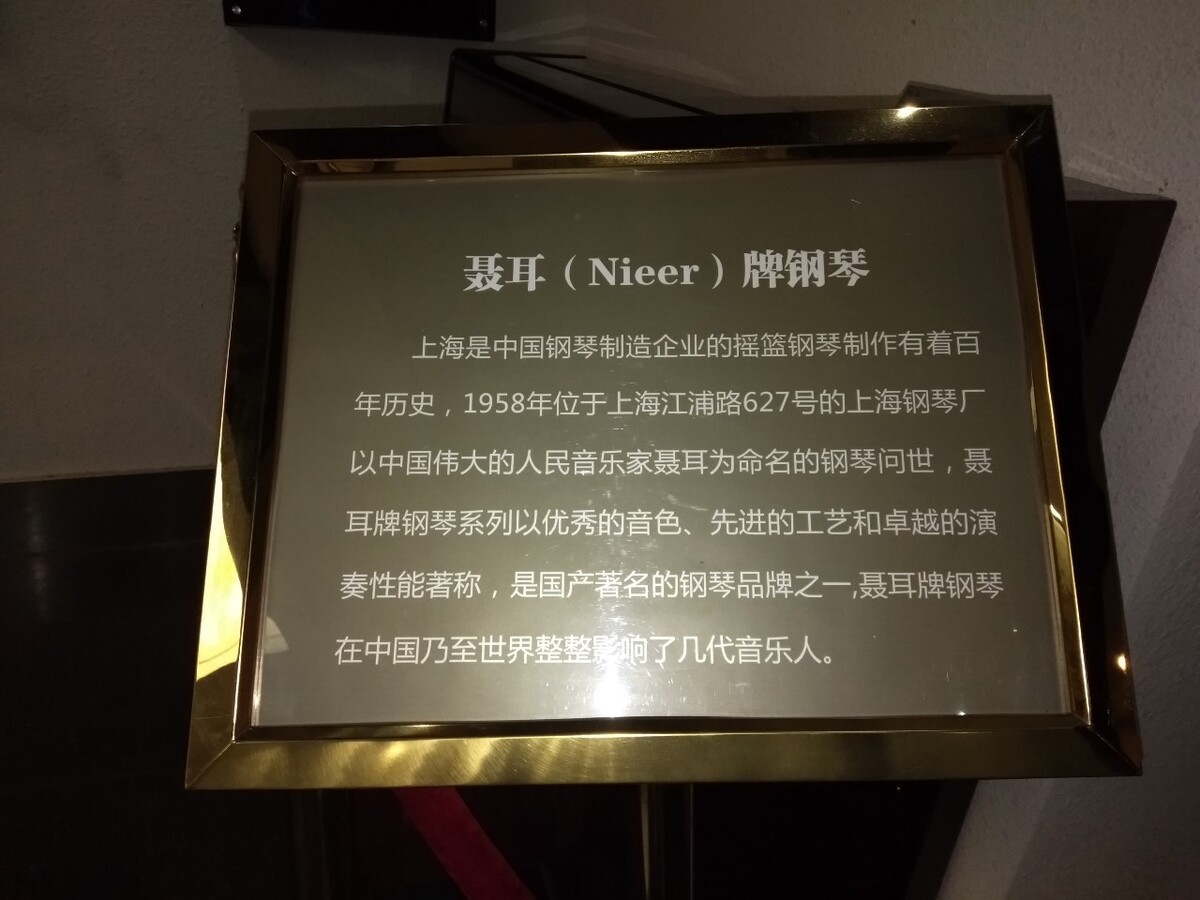 聂耳（Nieer）牌钢琴
上海是中国钢琴制造企业的摇篮钢琴制作有着百
年历史，1958年位于上海江浦路627号的上海钢琴厂
以中国伟大的人民音乐家聂耳为命名的钢琴问世，聂
耳牌钢琴系列以优秀的音色、先进的工艺和卓越的演
奏性能著称，是国产著名的钢琴品牌之一,聂耳牌钢琴
在中国乃至世界整整影响了几代音乐人。